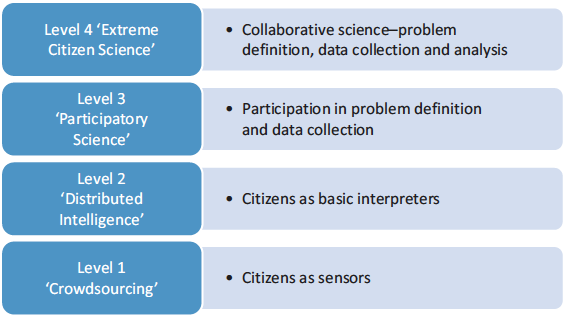 Level 4 ‘Extreme
Citizen Science’
• Collaborative science–problem
definition, data collection and analysis
Level 3
‘Participatory
Science’
• Participation in problem definition
and data collection
Level 2
‘Distributed
Intelligence’
• Citizens as basic interpreters
Level 1
‘Crowdsourcing’
• Citizens as sensors